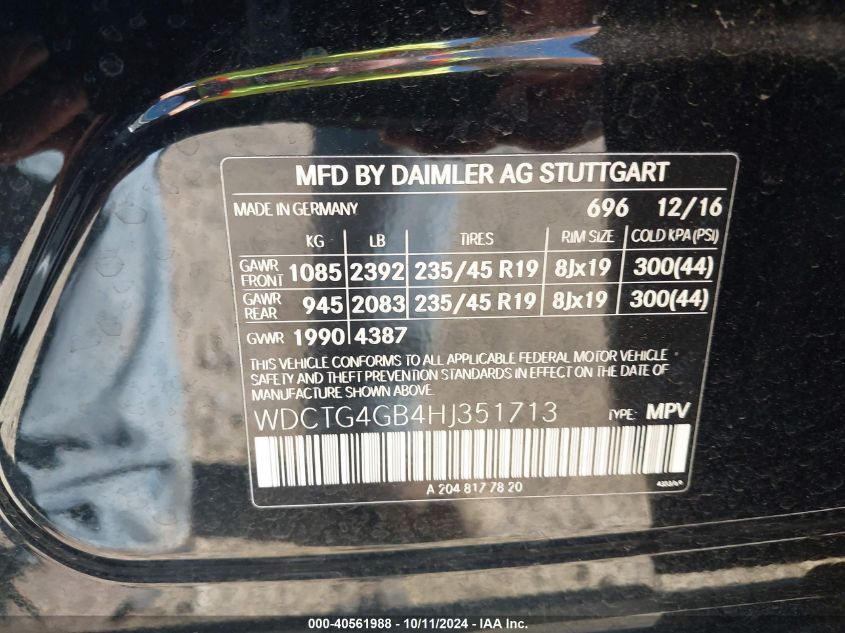 MFD BY DAIMLER AG STUTTGART
MADE IN GERMANY 696 12/16
KG LB TIRES RIM SIZE COLD KPA (PSI)
GAWR FRONT 1085 2392 235/45 R19 8Jx19 300(44)
GAWR REAR 945 2083 235/45 R19 8Jx19 300(44)
GVWR 1990 4387
THIS VEHICLE CONFORMS TO ALL APPLICABLE FEDERAL MOTOR VEHICLE
SAFETY AND THEFT PREVENTION STANDARDS IN EFFECT ON THE DATE OF
MANUFACTURE SHOWN ABOVE.
WDCTG4GB4HJ351713 TYPE: MPV
A 204 817 78 20
000-40561988 - 10/11/2024 - IAA Inc.